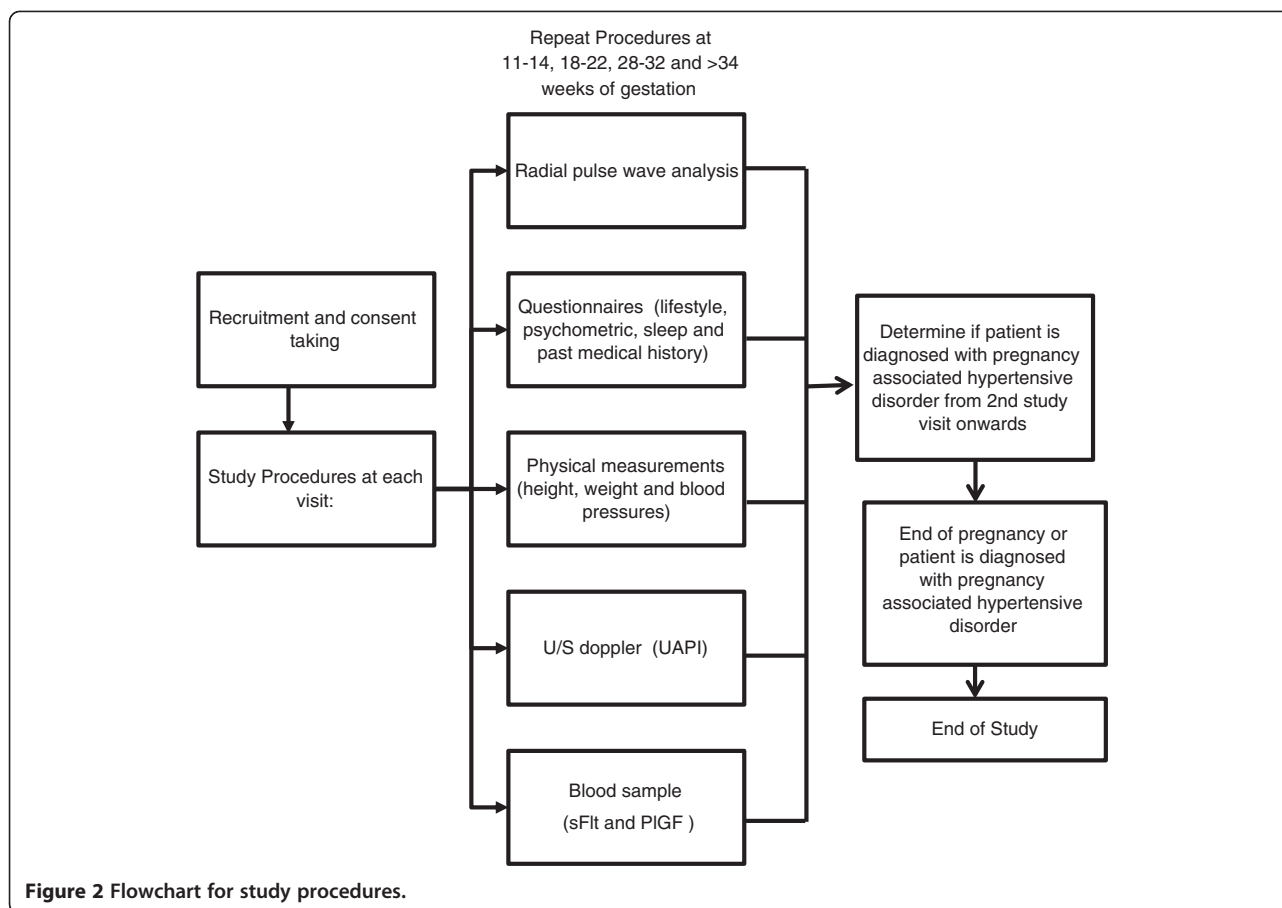 Repeat Procedures at
11-14, 18-22, 28-32 and >34
weeks of gestation
Radial pulse wave analysis
Recruitment and consent
taking
Study Procedures at each
visit:
Questionnaires (lifestyle,
psychometric, sleep and
past medical history)
Physical measurements
(height, weight and blood
pressures)
U/S doppler (UAPI)
Blood sample
(sFlt and PlGF )
Determine if patient is
diagnosed with pregnancy
associated hypertensive
disorder from 2nd study
visit onwards
End of pregnancy or
patient is diagnosed
with pregnancy
associated hypertensive
disorder
End of Study
Figure 2 Flowchart for study procedures.